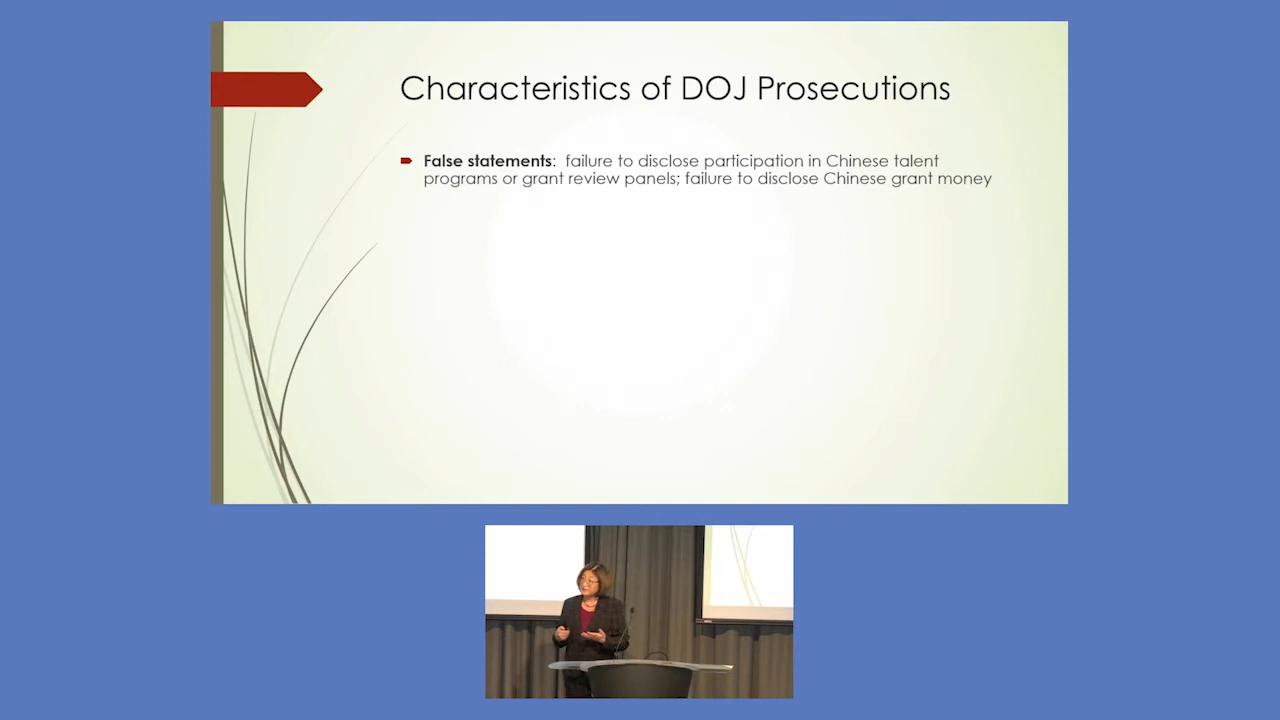 Characteristics of DOJ Prosecutions
False statements:  failure to disclose participation in Chinese talent
programs or grant review panels; failure to disclose Chinese grant money